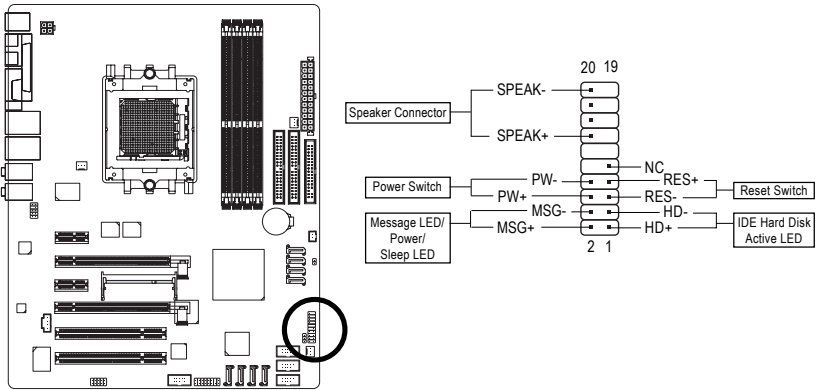 20 19
SPEAK-
Speaker Connector
SPEAK+
NC
PW-
RES+
Power Switch
Reset Switch
PW+
RES-
MSG-
HD-
Message LED/
Power/
Sleep LED
IDE Hard Disk
Active LED
MSG+
HD+
2 1